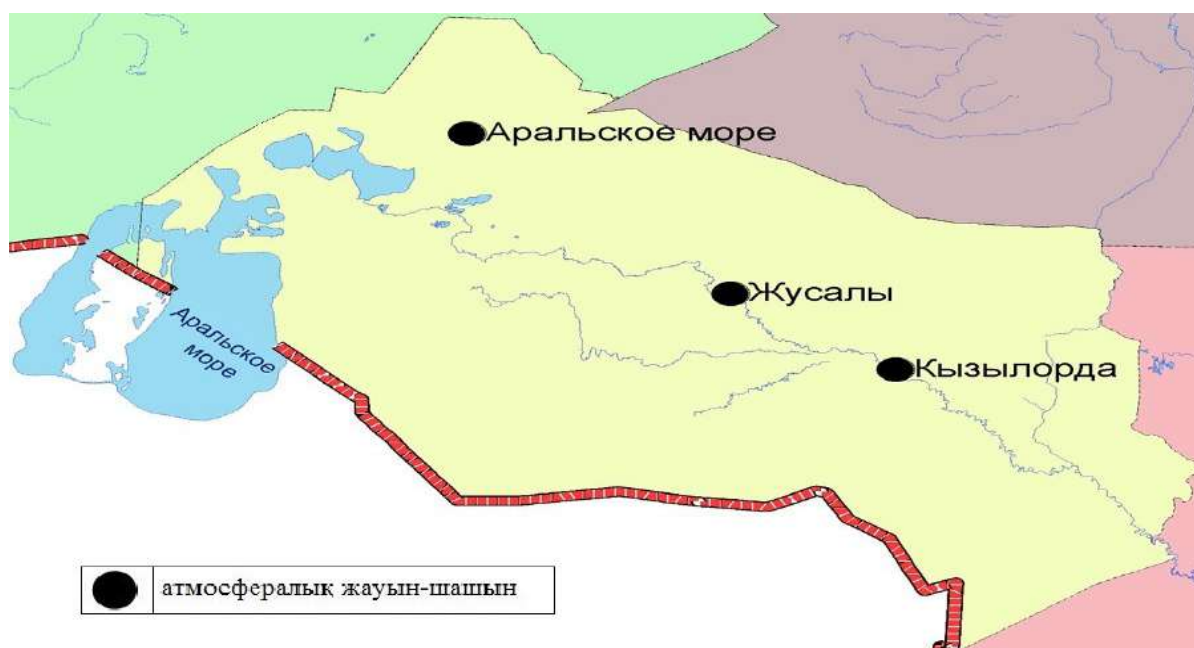 Аральское море
Жусалы
Аральское
море
Кызылорда
атмосфералық жауын-шашын